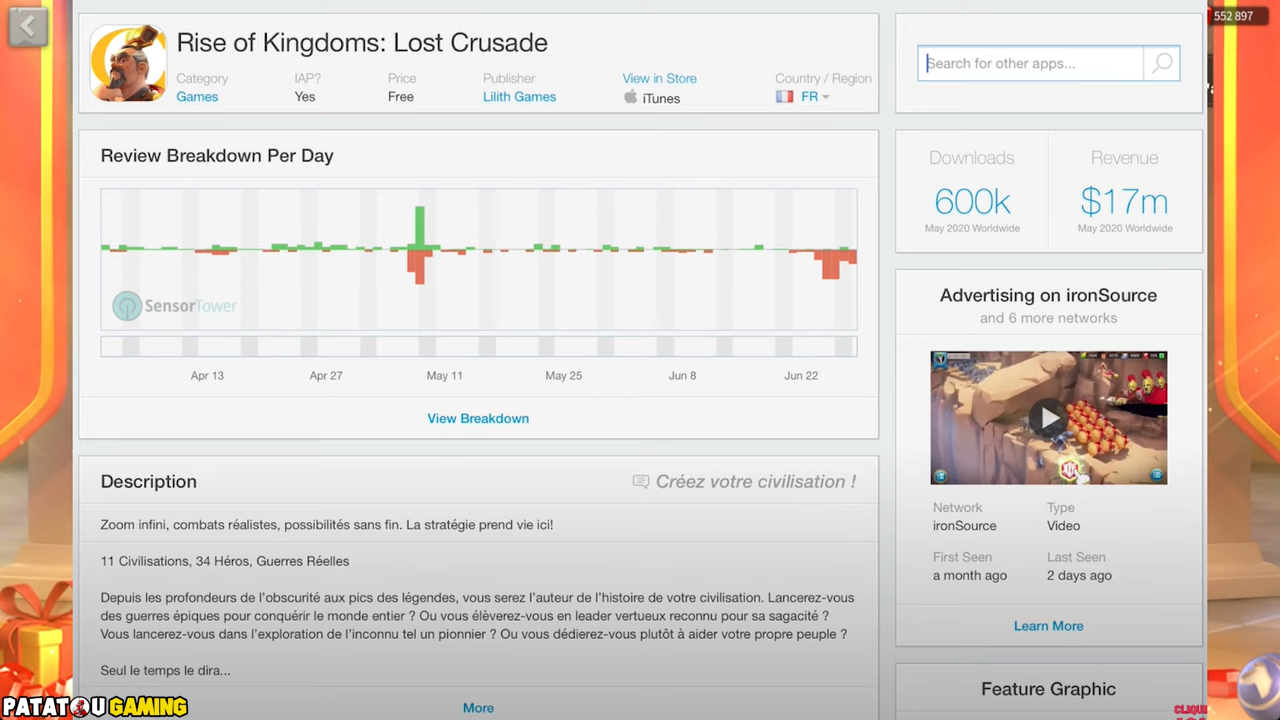 552 897
Rise of Kingdoms: Lost Crusade
Category
Games
IAP?
Yes
Price
Free
Publisher
Lilith Games
View in Store
iTunes
Country / Region
FR
Search for other apps...
Review Breakdown Per Day
SensorTower
Apr 13
Apr 27
May 11
May 25
Jun 8
Jun 22
View Breakdown
Downloads
600k
May 2020 Worldwide
Revenue
$17m
May 2020 Worldwide
Advertising on ironSource
and 6 more networks
Network
ironSource
Type
Video
First Seen
a month ago
Last Seen
2 days ago
Learn More
Feature Graphic
Description
Créez votre civilisation !
Zoom infini, combats réalistes, possibilités sans fin. La stratégie prend vie ici!
11 Civilisations, 34 Héros, Guerres Réelles
Depuis les profondeurs de l'obscurité aux pics des légendes, vous serez l'auteur de l'histoire de votre civilisation. Lancerez-vous
des guerres épiques pour conquérir le monde entier ? Ou vous élèverez-vous en leader vertueux reconnu pour sa sagacité ?
Vous lancerez-vous dans l'exploration de l'inconnu tel un pionnier ? Ou vous dédierez-vous plutôt à aider votre propre peuple ?
Seul le temps le dira...
More
PATATOU GAMING